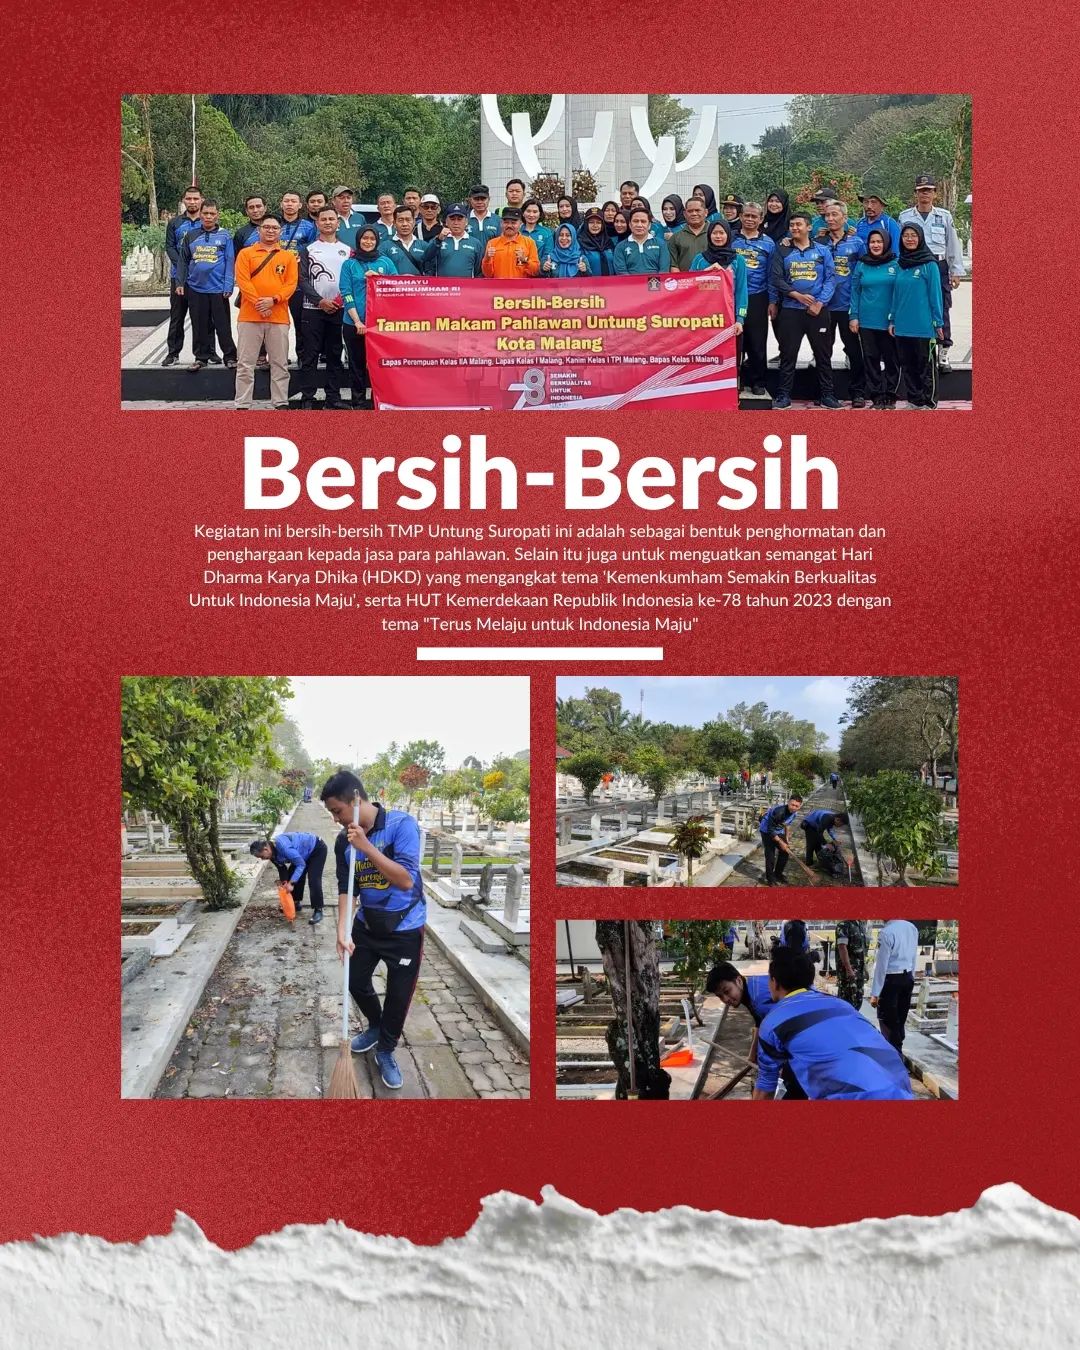 DIRGAHAYU
KEMENKUMHAM RI
Bersih-Bersih
Taman Makam Pahlawan Untung Suropati
Kota Malang
Lapas Perempuan Kelas IIA Malang, Lapas Kelas I Malang, Kanim Kelas I TPI Malang, Bapas Kelas I Malang
78
SEMAKIN
BERKUALITAS
UNTUK
INDONESIA
Bersih-Bersih
Kegiatan ini bersih-bersih TMP Untung Suropati ini adalah sebagai bentuk penghormatan dan
penghargaan kepada jasa para pahlawan. Selain itu juga untuk menguatkan semangat Hari
Dharma Karya Dhika (HDKD) yang mengangkat tema 'Kemenkumham Semakin Berkualitas
Untuk Indonesia Maju', serta HUT Kemerdekaan Republik Indonesia ke-78 tahun 2023 dengan
tema "Terus Melaju untuk Indonesia Maju"